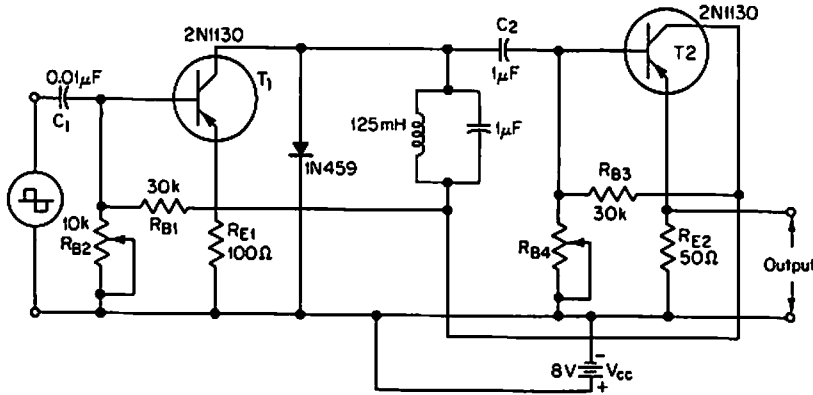 2N1130
T1
0.01μF
C1
10k
RB2
30k
RB1
RE1
100Ω
1N459
125mH
1μF
C2
1μF
2N1130
T2
RB3
30k
RB4
RE2
50Ω
Output
8V
-
+
Vcc